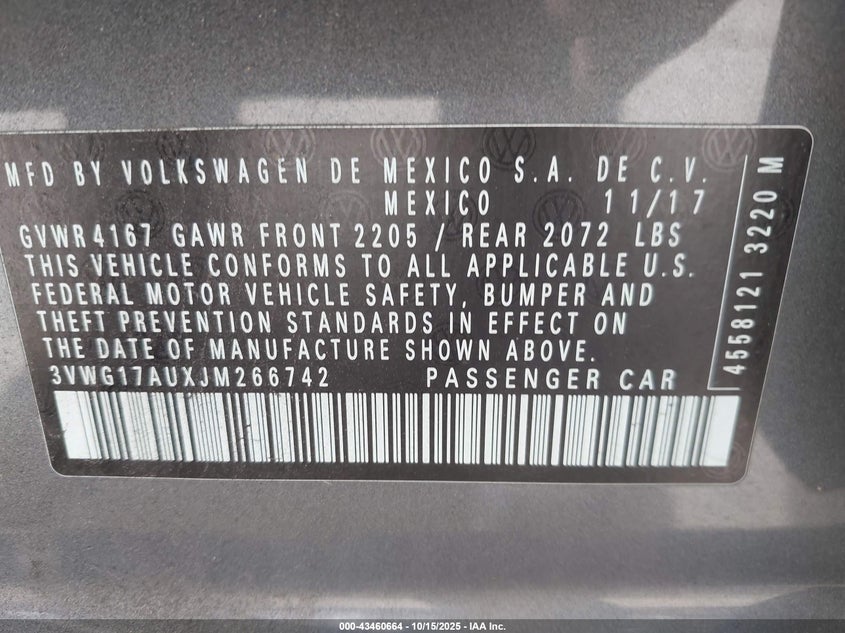 MFD BY VOLKSWAGEN DE MEXICO S.A. DE C.V.
MEXICO 11/17
GVWR 4167 GAWR FRONT 2205 / REAR 2072 LBS
THIS VEHICLE CONFORMS TO ALL APPLICABLE U.S.
FEDERAL MOTOR VEHICLE SAFETY, BUMPER AND
THEFT PREVENTION STANDARDS IN EFFECT ON
THE DATE OF MANUFACTURE SHOWN ABOVE.
3VWG17AUXJM266742 PASSENGER CAR
4558121 3220 M
000-43460664 - 10/15/2025 - IAA Inc.